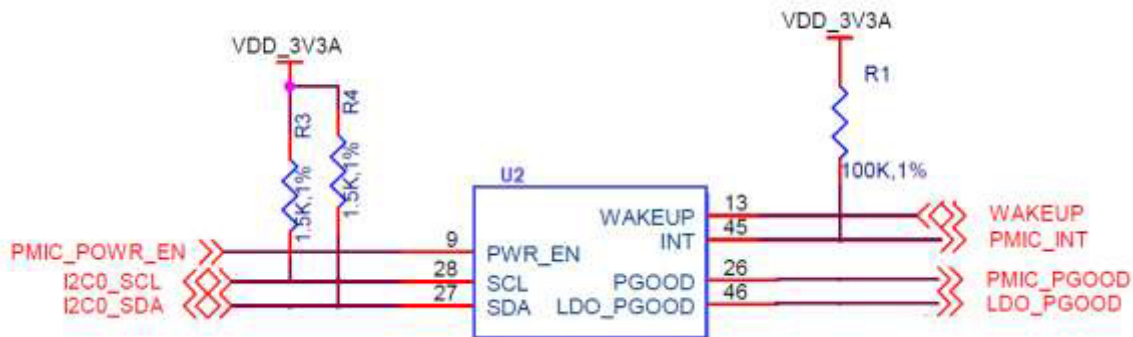 VDD_3V3A
VDD_3V3A
R1
R3
R4
1.5K,1%
1.5K,1%
100K,1%
U2
WAKEUP
13
WAKEUP
INT
45
PMIC_INT
PMIC_POWR_EN
9
PWR_EN
I2C0_SCL
28
SCL
PGOOD
26
PMIC_PGOOD
I2C0_SDA
27
SDA
LDO_PGOOD
46
LDO_PGOOD